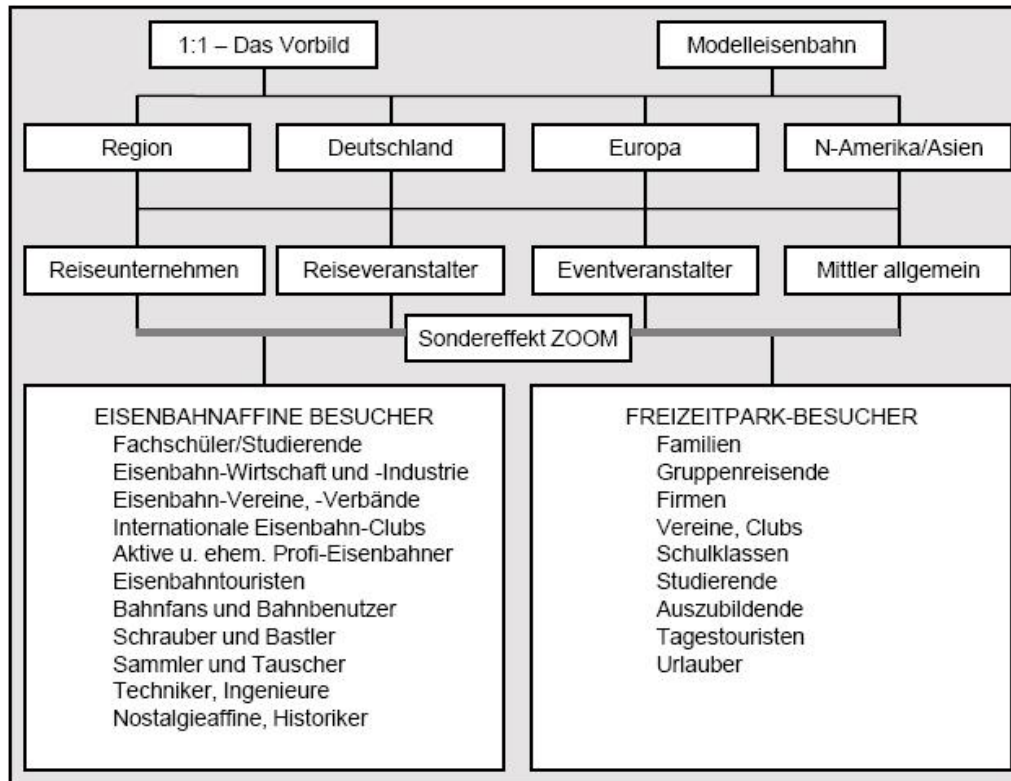 1:1 – Das Vorbild
Modelleisenbahn
Region
Deutschland
Europa
N-Amerika/Asien
Reiseunternehmen
Reiseveranstalter
Eventveranstalter
Mittler allgemein
Sondereffekt ZOOM
EISENBAHNAFFINE BESUCHER
Fachschüler/Studierende
Eisenbahn-Wirtschaft und -Industrie
Eisenbahn-Vereine, -Verbände
Internationale Eisenbahn-Clubs
Aktive u. ehem. Profi-Eisenbahner
Eisenbahntouristen
Bahnfans und Bahnbenutzer
Schrauber und Bastler
Sammler und Tauscher
Techniker, Ingenieure
Nostalgieaffine, Historiker
FREIZEITPARK-BESUCHER
Familien
Gruppenreisende
Firmen
Vereine, Clubs
Schulklassen
Studierende
Auszubildende
Tagestouristen
Urlauber